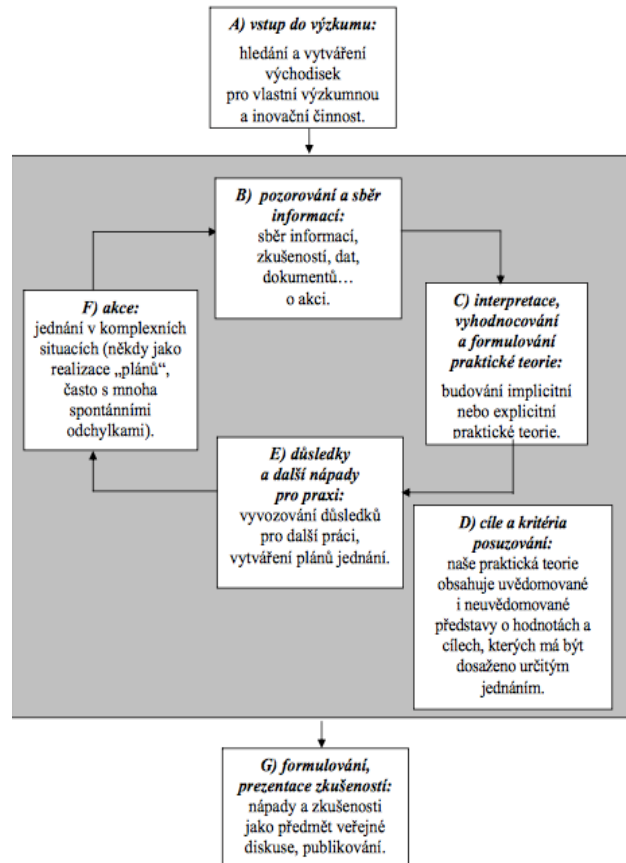 A) vstup do výzkumu:
hledání a vytváření
východisek
pro vlastní výzkumnou
a inovační činnost.
B) pozorování a sběr
informací:
sběr informací,
zkušeností, dat,
dokumentů…
o akci.
C) interpretace,
vyhodnocování
a formulování
praktické teorie:
budování implicitní
nebo explicitní
praktické teorie.
D) cíle a kritéria
posuzování:
naše praktická teorie
obsahuje uvědomované
i neuvědomované
představy o hodnotách a
cílech, kterých má být
dosaženo určitým
jednáním.
E) důsledky
a další nápady
pro praxi:
vyvozování důsledků
pro další práci,
vytváření plánů jednání.
F) akce:
jednání v komplexních
situacích (někdy jako
realizace „plánů“,
často s mnoha
spontánními
odchylkami).
G) formulování,
prezentace zkušeností:
nápady a zkušenosti
jako předmět veřejné
diskuse, publikování.